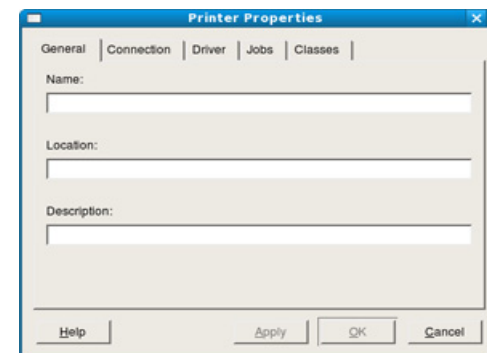 Printer Properties
General Connection Driver Jobs Classes
Name:
Location:
Description:
Help Apply OK Cancel